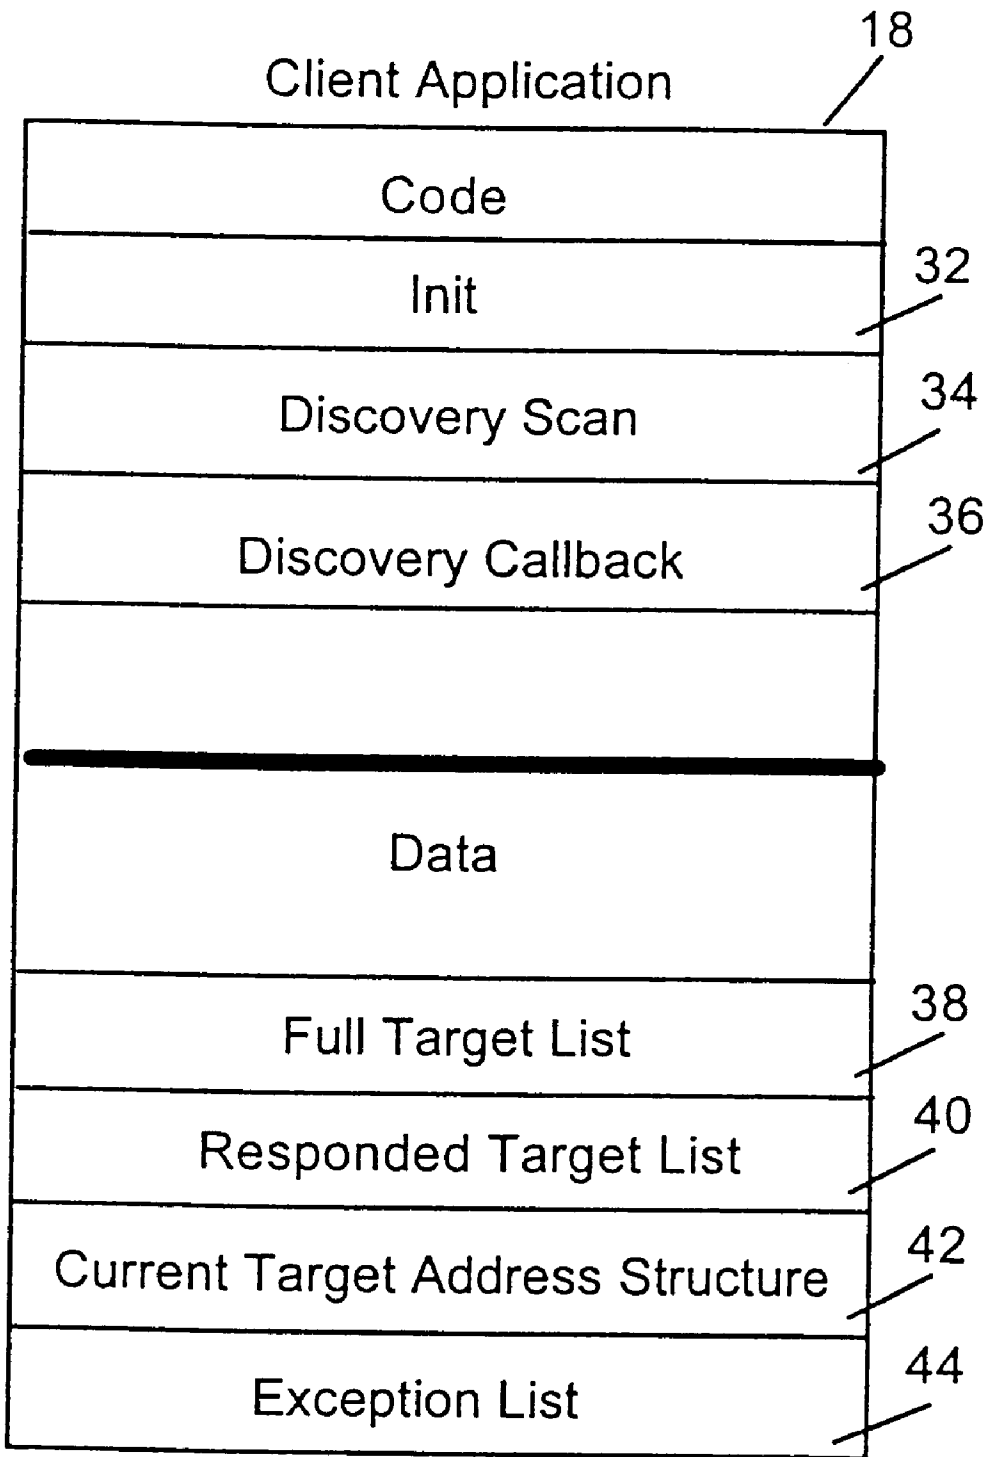 18
Client Application
Code
Init
32
Discovery Scan
34
Discovery Callback
36
Data
Full Target List
38
Responded Target List
40
Current Target Address Structure
42
Exception List
44